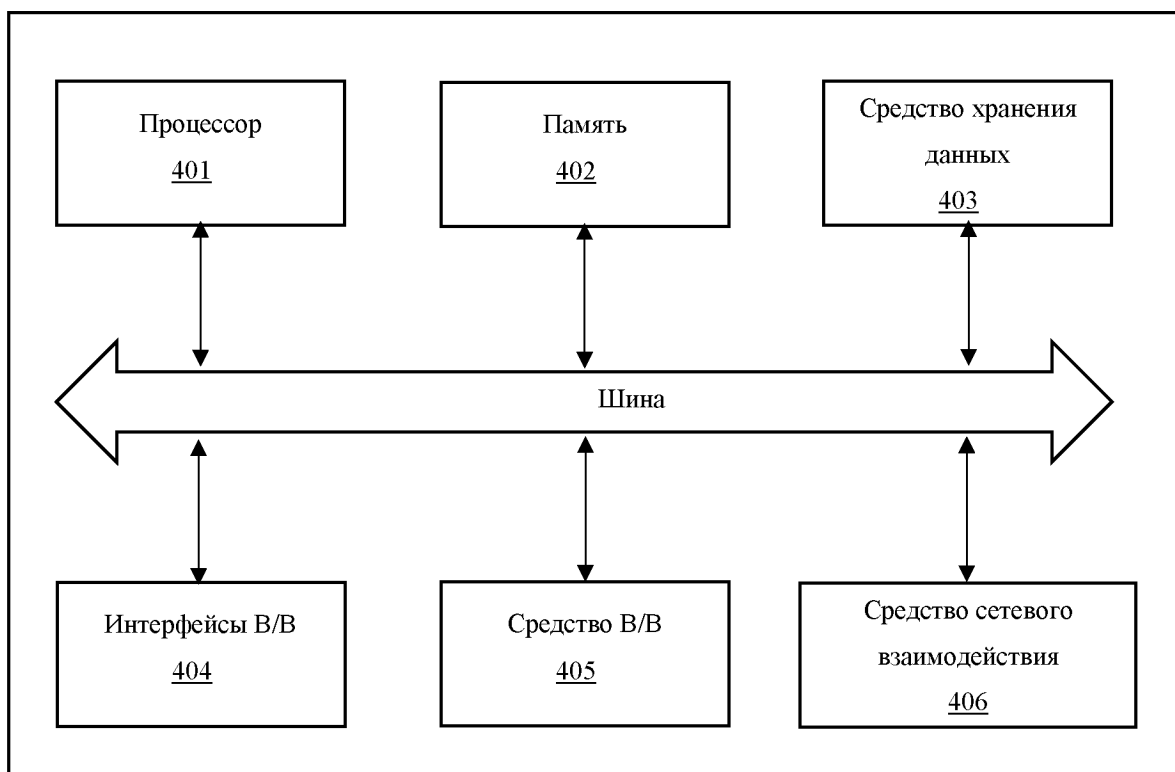 Процессор
401
Память
402
Средство хранения
данных
403
Шина
Интерфейсы В/В
404
Средство В/В
405
Средство сетевого
взаимодействия
406